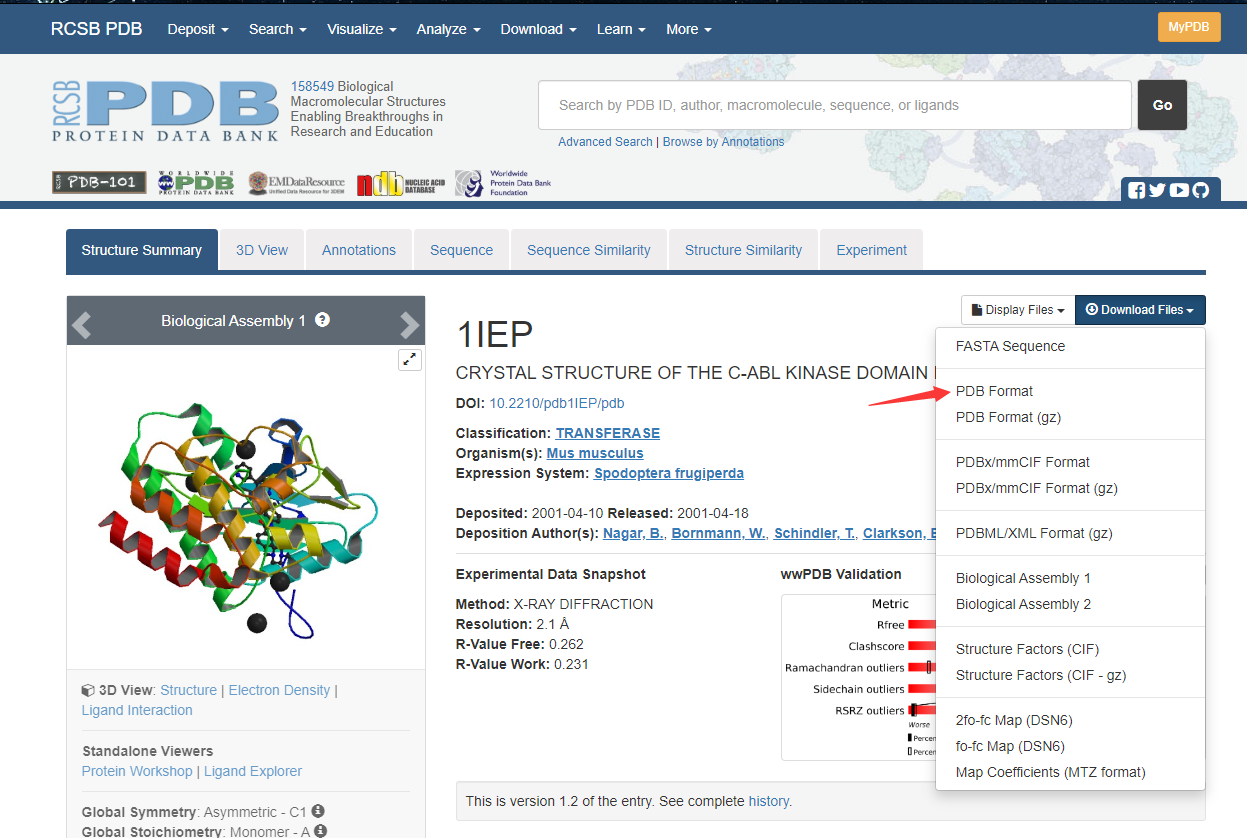 RCSB PDB Deposit Search Visualize Analyze Download Learn More MyPDB
RCSB PDB
PROTEIN DATA BANK
158549 Biological
Macromolecular Structures
Enabling Breakthroughs in
Research and Education
Search by PDB ID, author, macromolecule, sequence, or ligands
Go
Advanced Search | Browse by Annotations
PDB-101
WORLDWIDE
PDB
PROTEIN DATA BANK
EMDataResource
Unified Data Resource for 3DEM
ndb NUCLEIC ACID
DATABASE
Worldwide
Protein Data Bank
Foundation
Structure Summary 3D View Annotations Sequence Sequence Similarity Structure Similarity Experiment
Biological Assembly 1 ?
3D View: Structure | Electron Density |
Ligand Interaction
Standalone Viewers
Protein Workshop | Ligand Explorer
Global Symmetry: Asymmetric - C1
Global Stoichiometry: Monomer - A
Display Files Download Files
1IEP
CRYSTAL STRUCTURE OF THE C-ABL KINASE DOMAIN
DOI: 10.2210/pdb1IEP/pdb
Classification: TRANSFERASE
Organism(s): Mus musculus
Expression System: Spodoptera frugiperda
Deposited: 2001-04-10 Released: 2001-04-18
Deposition Author(s): Nagar, B., Bornmann, W., Schindler, T., Clarkson,
Experimental Data Snapshot
Method: X-RAY DIFFRACTION
Resolution: 2.1 Å
R-Value Free: 0.262
R-Value Work: 0.231
wwPDB Validation
Metric
Rfree
Clashscore
Ramachandran outliers
Sidechain outliers
RSRZ outliers
Worse
Percen
Percen
This is version 1.2 of the entry. See complete history.
FASTA Sequence
PDB Format
PDB Format (gz)
PDBx/mmCIF Format
PDBx/mmCIF Format (gz)
PDBML/XML Format (gz)
Biological Assembly 1
Biological Assembly 2
Structure Factors (CIF)
Structure Factors (CIF - gz)
2fo-fc Map (DSN6)
fo-fc Map (DSN6)
Map Coefficients (MTZ format)